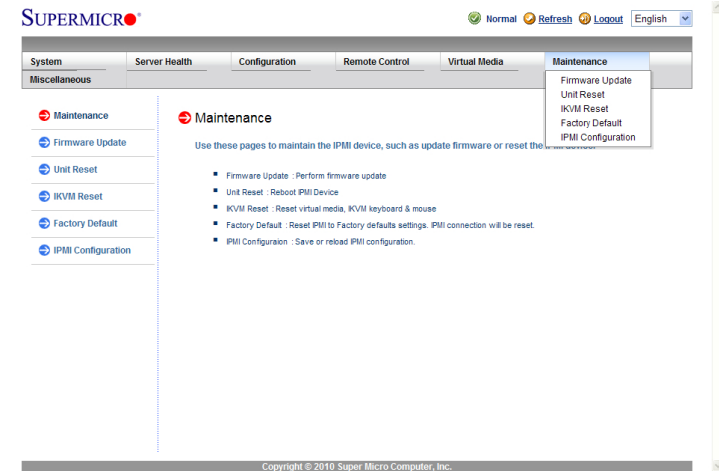 SUPERMICR
Normal Refresh Logout English
System Server Health Configuration Remote Control Virtual Media Maintenance
Miscellaneous
Firmware Update
Unit Reset
IKVM Reset
Factory Default
IPMI Configuration
Maintenance
Firmware Update
Unit Reset
IKVM Reset
Factory Default
IPMI Configuration
Maintenance
Use these pages to maintain the IPMI device, such as update firmware or reset the
Firmware Update : Perform firmware update
Unit Reset : Reboot IPMI Device
IKVM Reset : Reset virtual media, IKVM keyboard & mouse
Factory Default : Reset IPMI to Factory defaults settings. IPMI connection will be reset.
IPMI Configuraion : Save or reload IPMI configuration.
Copyright © 2010 Super Micro Computer, Inc.